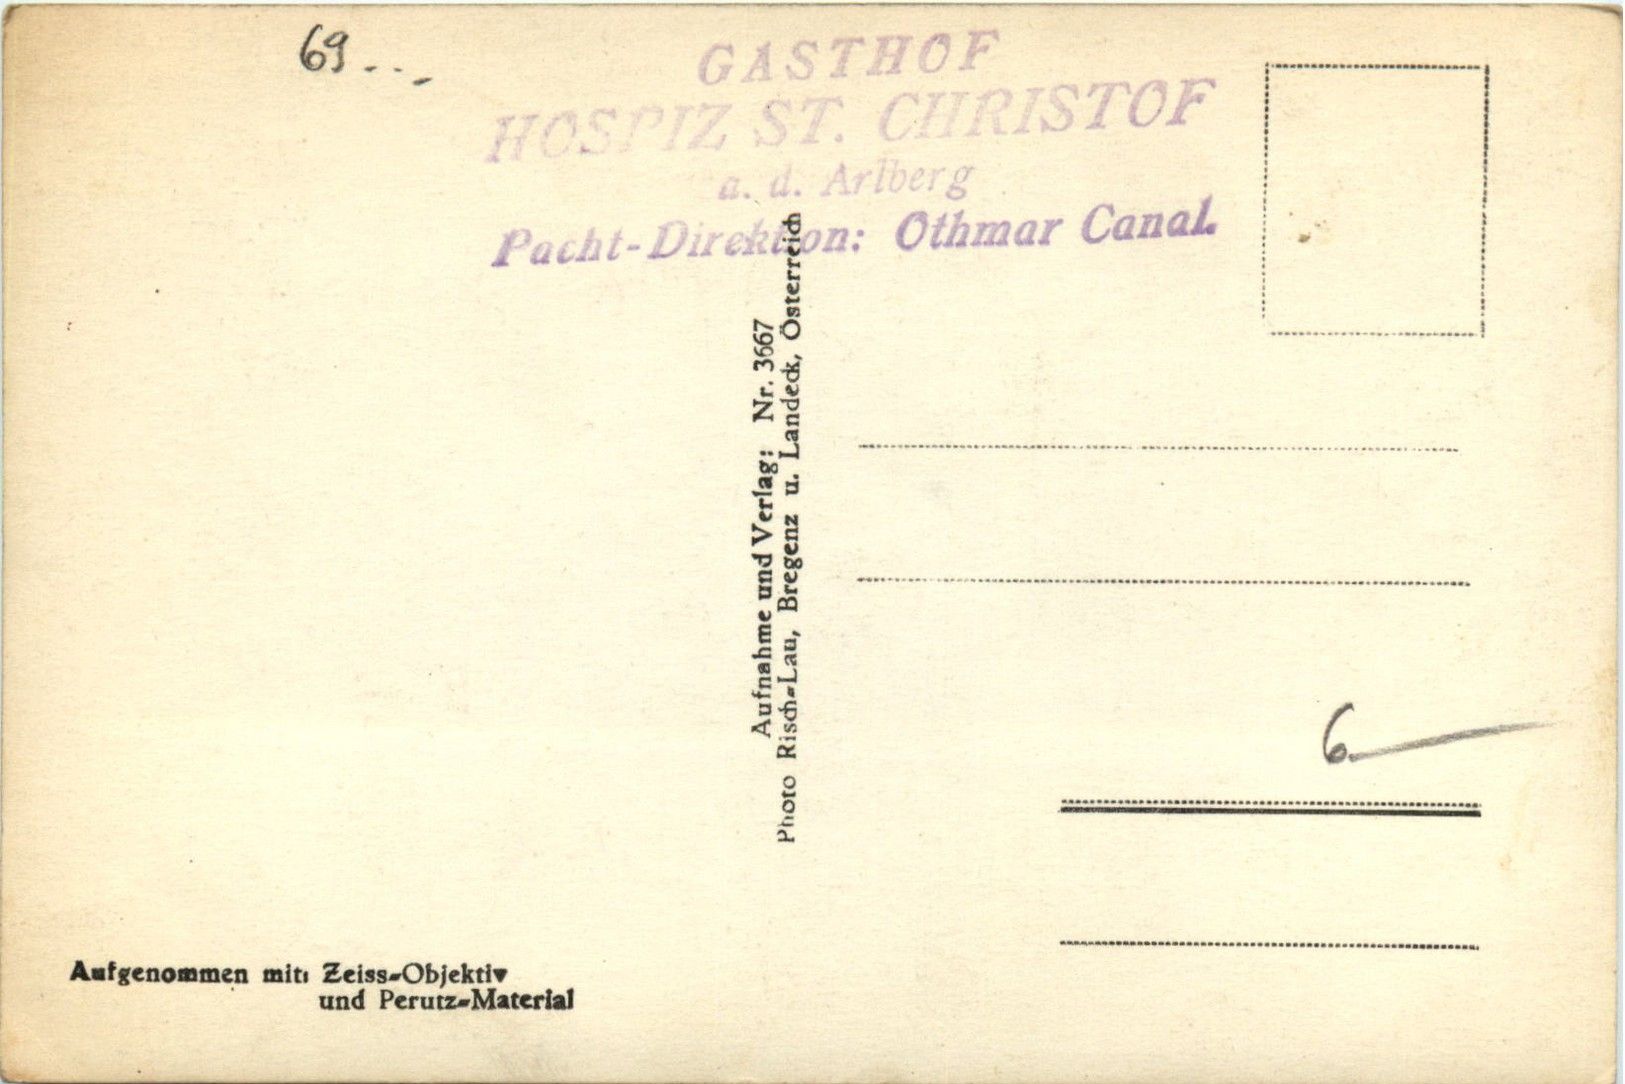 69...
GASTHOF
HOSPIZ ST. CHRISTOF
a. d. Arlberg
Pacht-Direktion: Othmar Canal.
Aufnahme und Verlag: Nr. 3667
Photo Risch-Lau, Bregenz u. Landeck, Österreich
6
Aufgenommen mit: Zeiss-Objektiv
und Perutz-Material